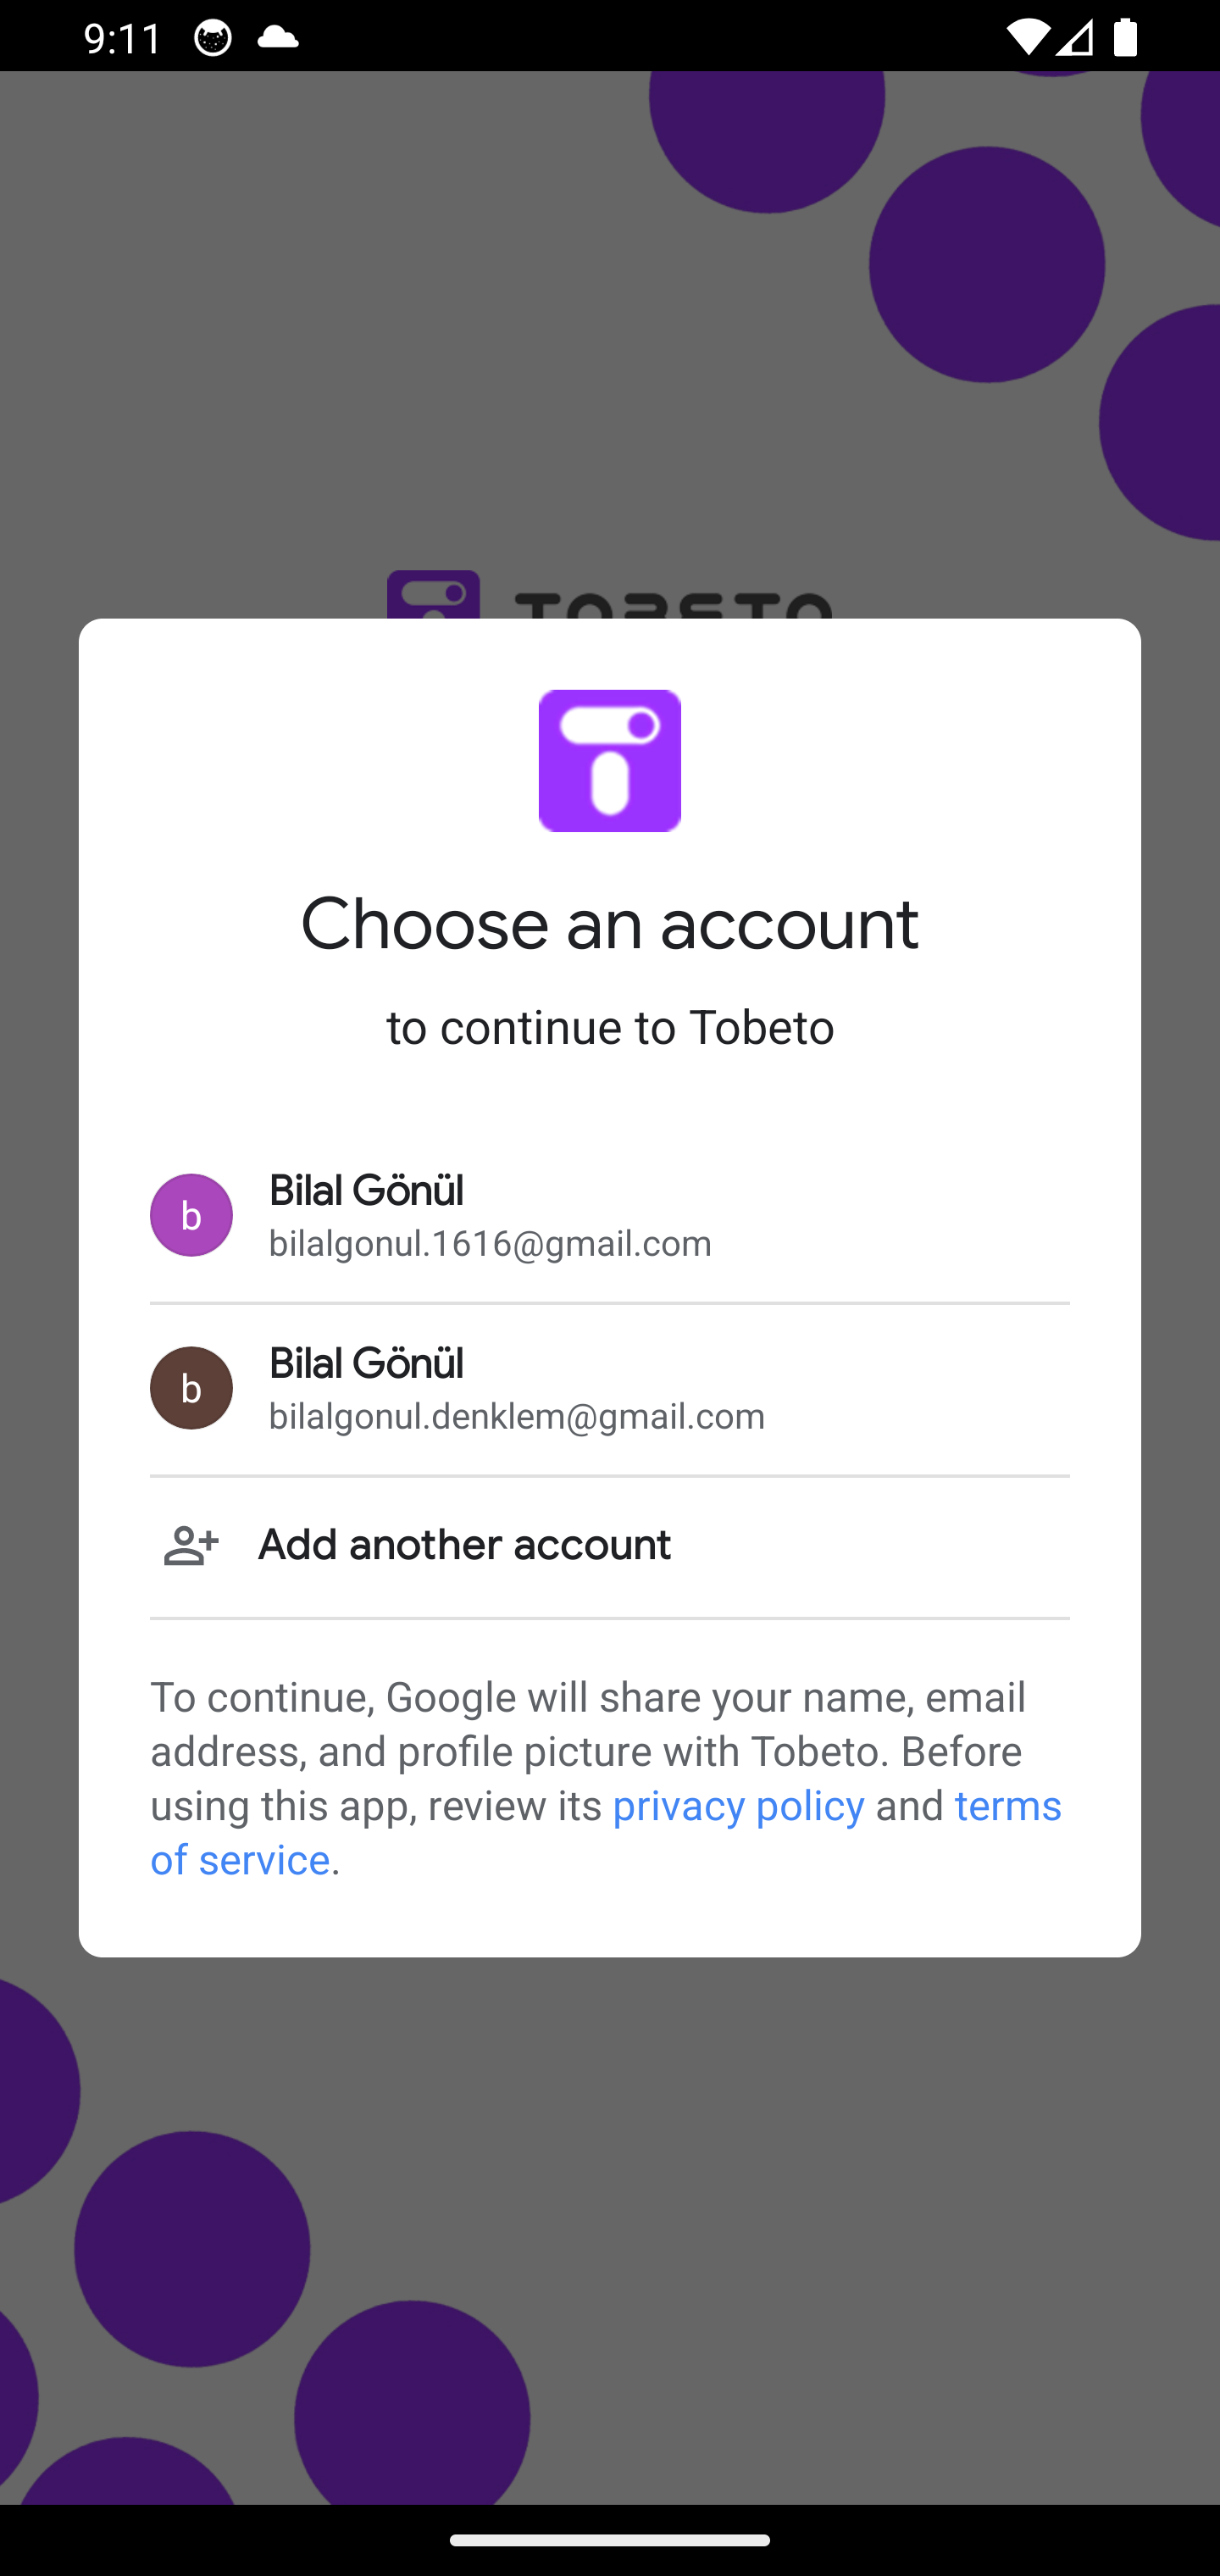 9:11
TOBETO
Choose an account
to continue to Tobeto
b
Bilal Gönül
bilalgonul.1616@gmail.com
b
Bilal Gönül
bilalgonul.denklem@gmail.com
Add another account
To continue, Google will share your name, email
address, and profile picture with Tobeto. Before
using this app, review its privacy policy and terms
of service.